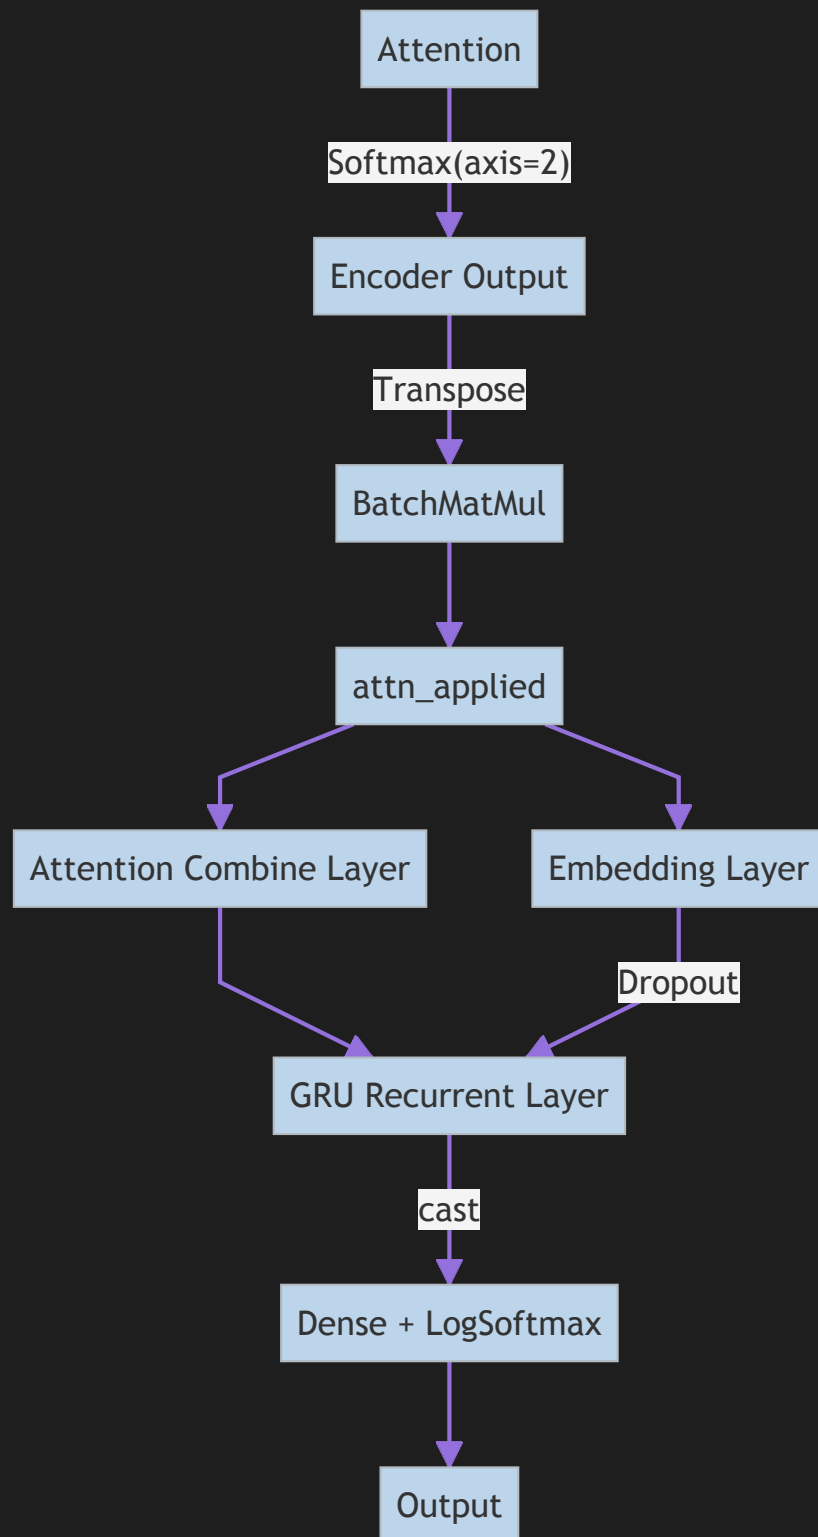 Attention
Softmax(axis=2)
Encoder Output
Transpose
BatchMatMul
attn_applied
Attention Combine Layer
Embedding Layer
Dropout
GRU Recurrent Layer
cast
Dense + LogSoftmax
Output